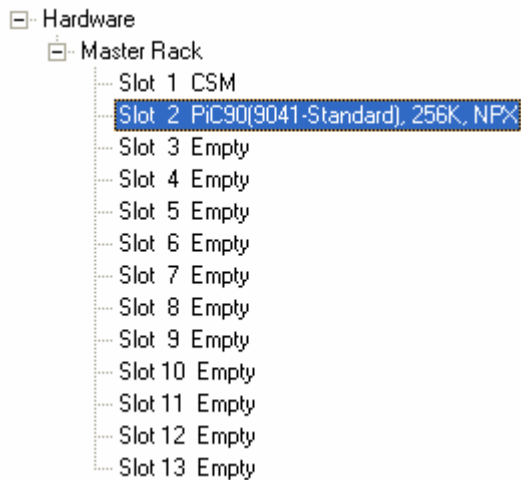 Hardware
Master Rack
Slot 1 CSM
Slot 2 PiC90(9041-Standard), 256K, NPX
Slot 3 Empty
Slot 4 Empty
Slot 5 Empty
Slot 6 Empty
Slot 7 Empty
Slot 8 Empty
Slot 9 Empty
Slot 10 Empty
Slot 11 Empty
Slot 12 Empty
Slot 13 Empty